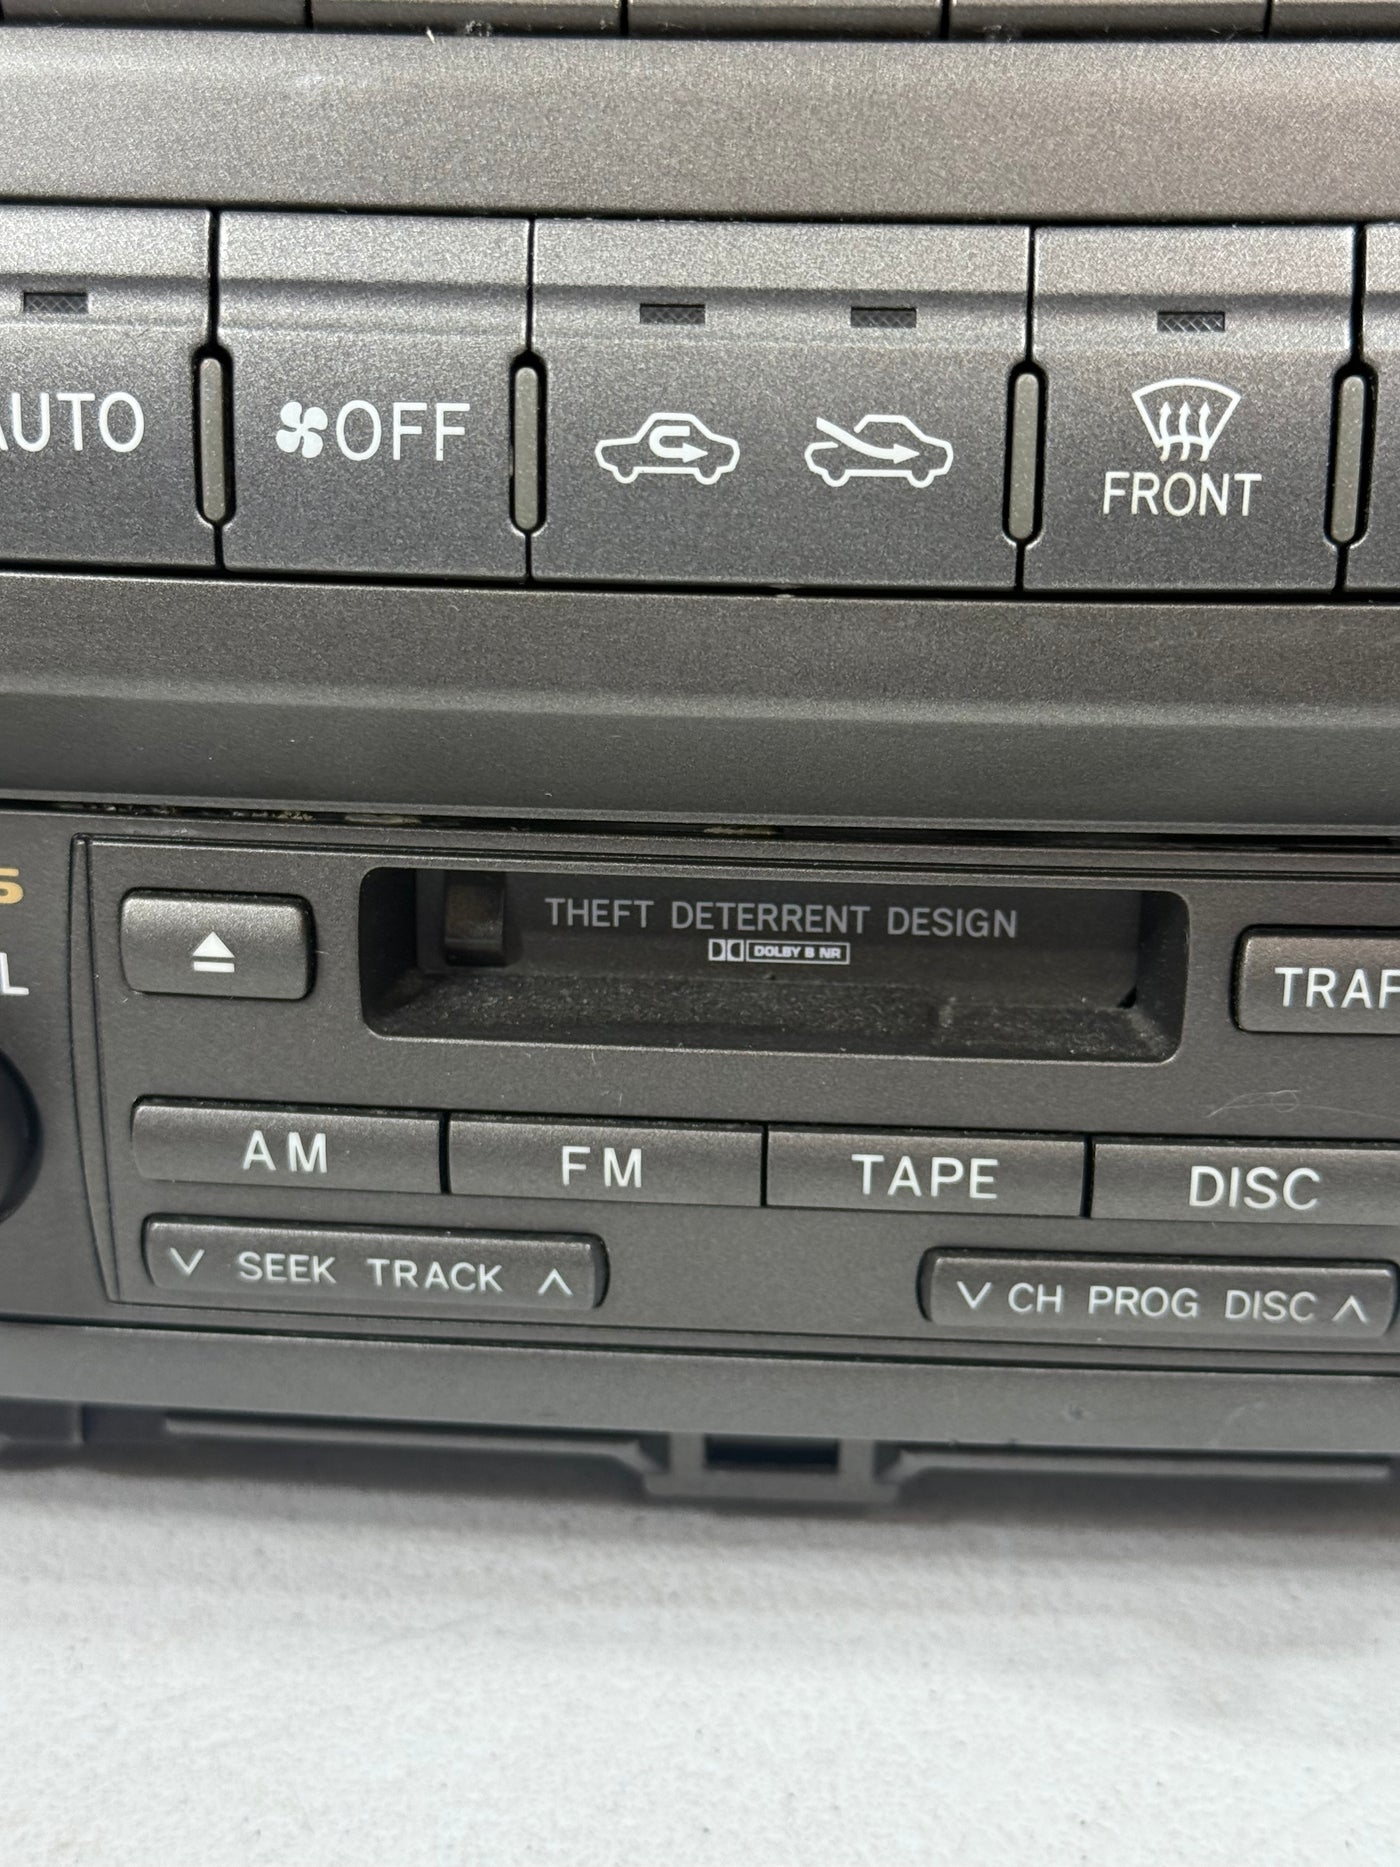 AUTO OFF
FRONT
THEFT DETERRENT DESIGN
DOLBY B NR
AM FM TAPE DISC
SEEK TRACK
CH PROG DISC